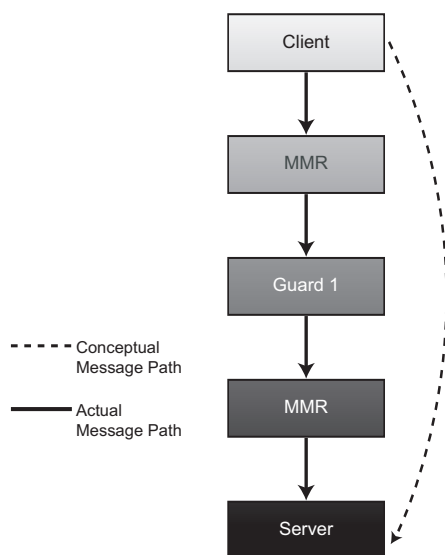 Client
MMR
Guard 1
Conceptual
Message Path
MMR
Actual
Message Path
Server